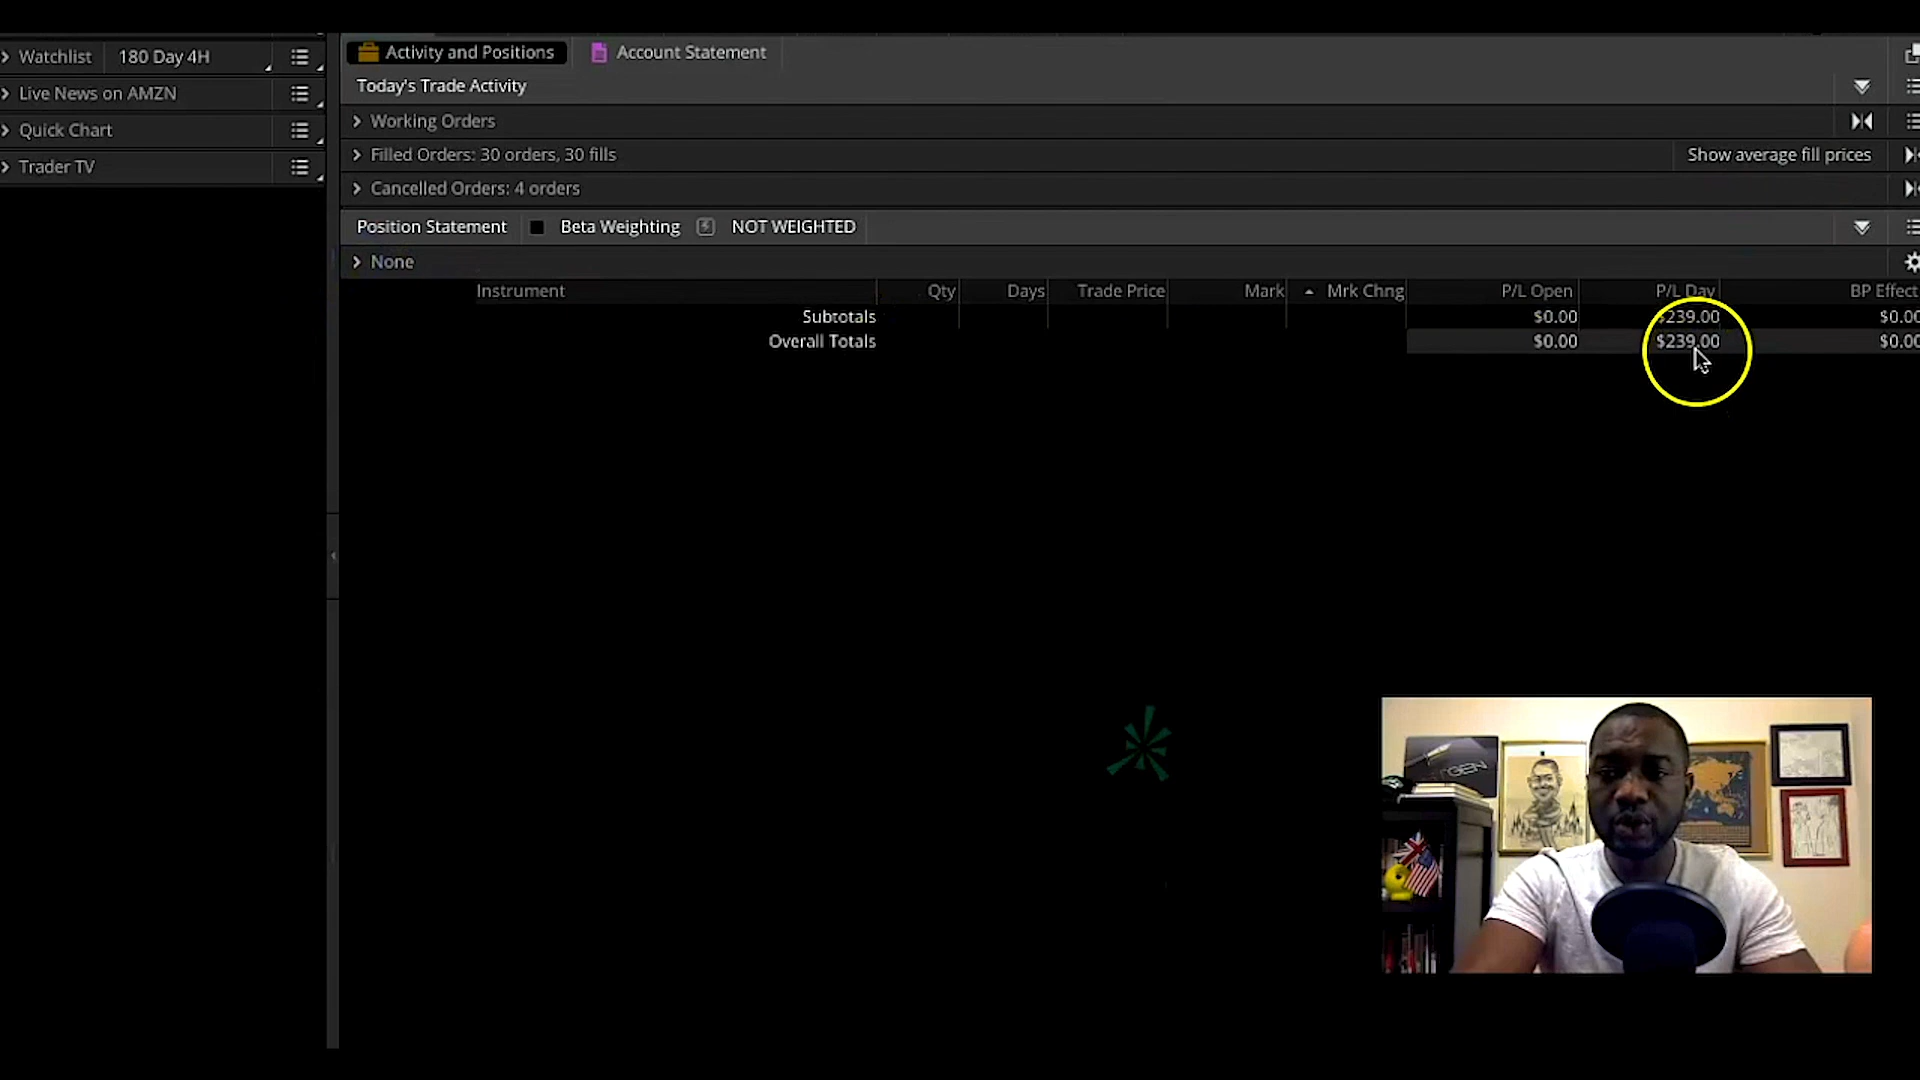 Watchlist 180 Day 4H
Live News on AMZN
Quick Chart
Trader TV
Activity and Positions Account Statement
Today's Trade Activity
Working Orders
Filled Orders: 30 orders, 30 fills Show average fill prices
Cancelled Orders: 4 orders
Position Statement Beta Weighting NOT WEIGHTED
None
Instrument Qty Days Trade Price Mark Mrk Chng P/L Open P/L Day BP Effect
Subtotals $0.00 $239.00 $0.00
Overall Totals $0.00 $239.00 $0.00